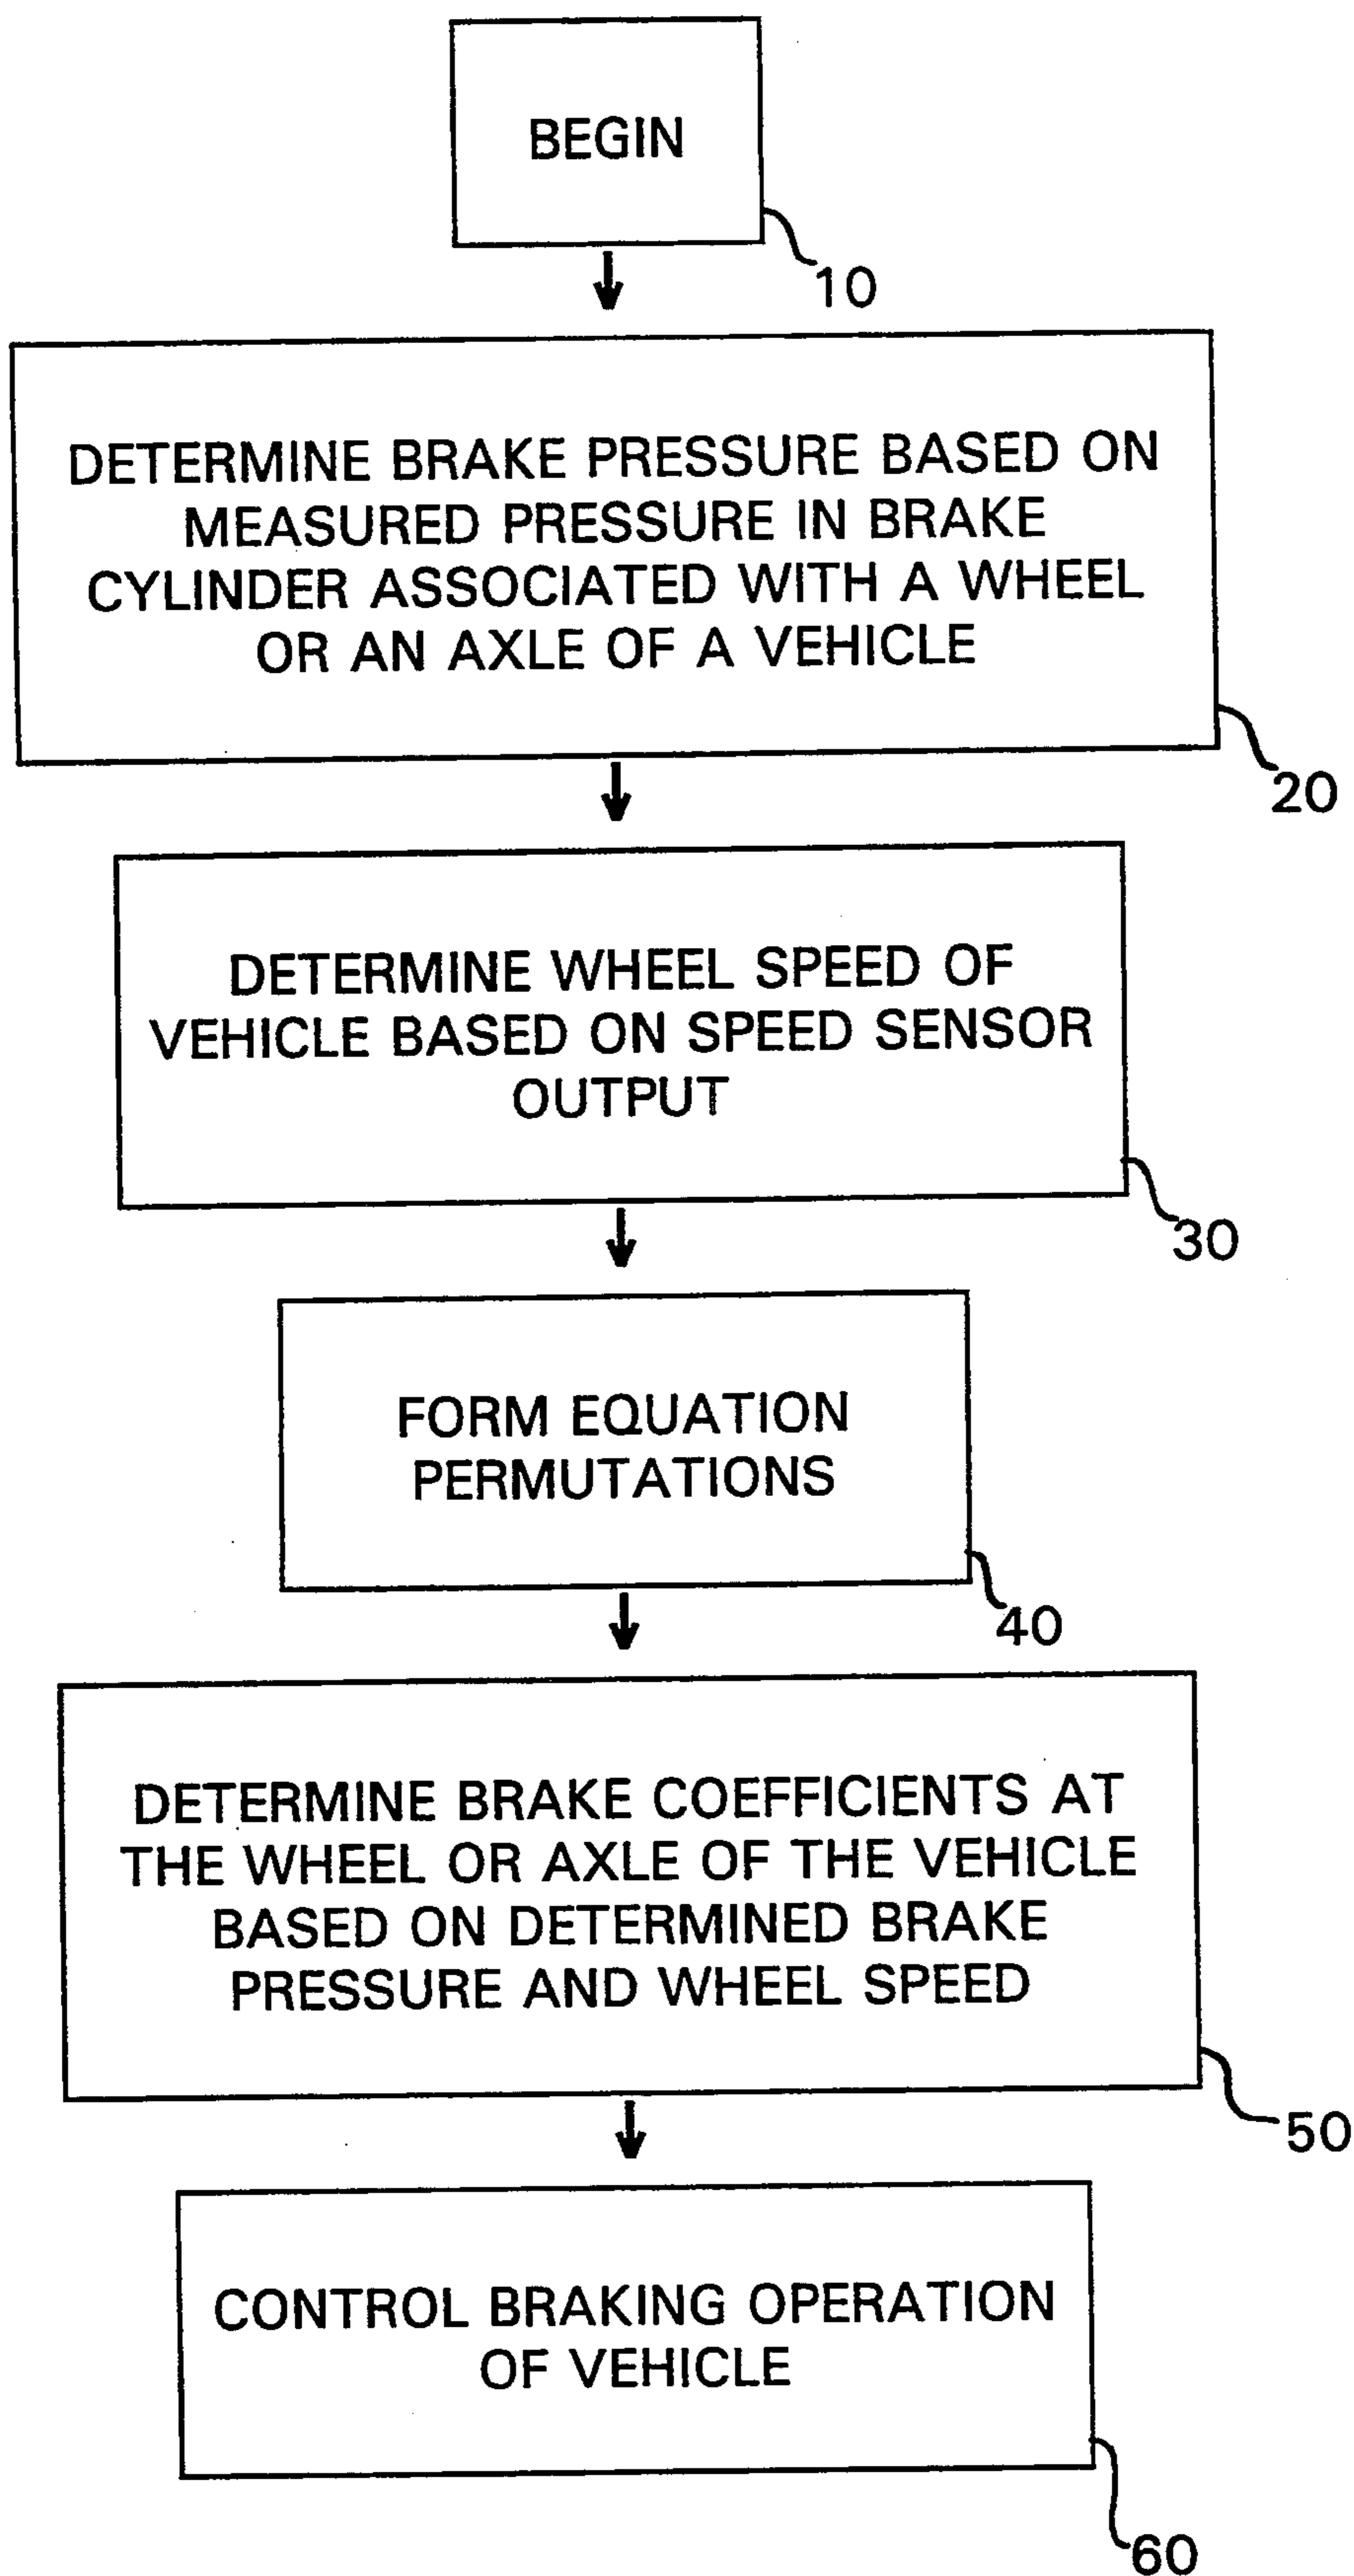 BEGIN
10
DETERMINE BRAKE PRESSURE BASED ON
MEASURED PRESSURE IN BRAKE
CYLINDER ASSOCIATED WITH A WHEEL
OR AN AXLE OF A VEHICLE
20
DETERMINE WHEEL SPEED OF
VEHICLE BASED ON SPEED SENSOR
OUTPUT
30
FORM EQUATION
PERMUTATIONS
40
DETERMINE BRAKE COEFFICIENTS AT
THE WHEEL OR AXLE OF THE VEHICLE
BASED ON DETERMINED BRAKE
PRESSURE AND WHEEL SPEED
50
CONTROL BRAKING OPERATION
OF VEHICLE
60